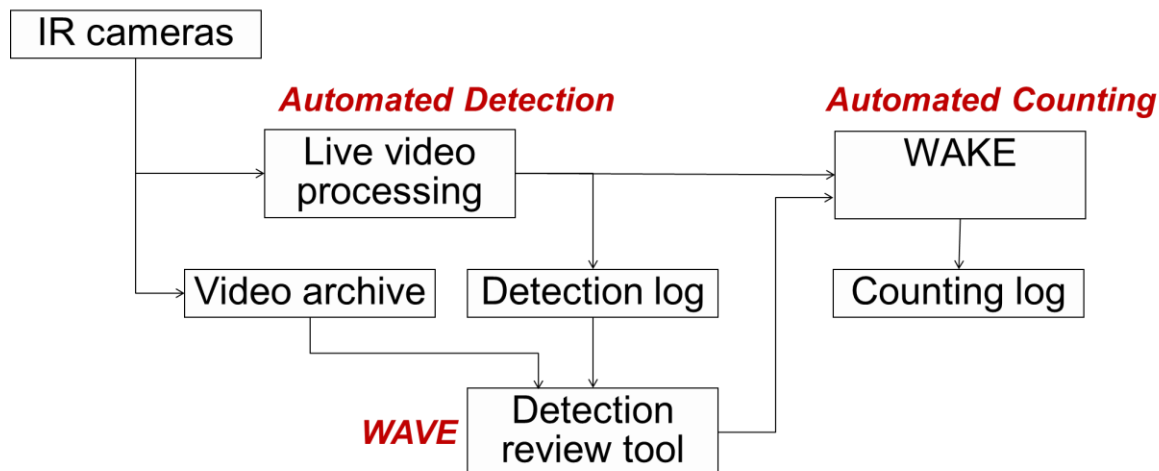 IR cameras
Automated Detection
Automated Counting
Live video
processing
WAKE
Video archive
Detection log
Counting log
WAVE
Detection
review tool